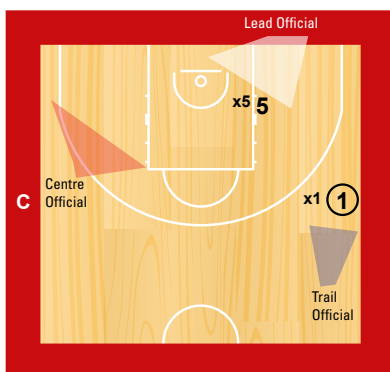 Lead Official
x5 5
Centre
Official
C
x1 1
Trail
Official